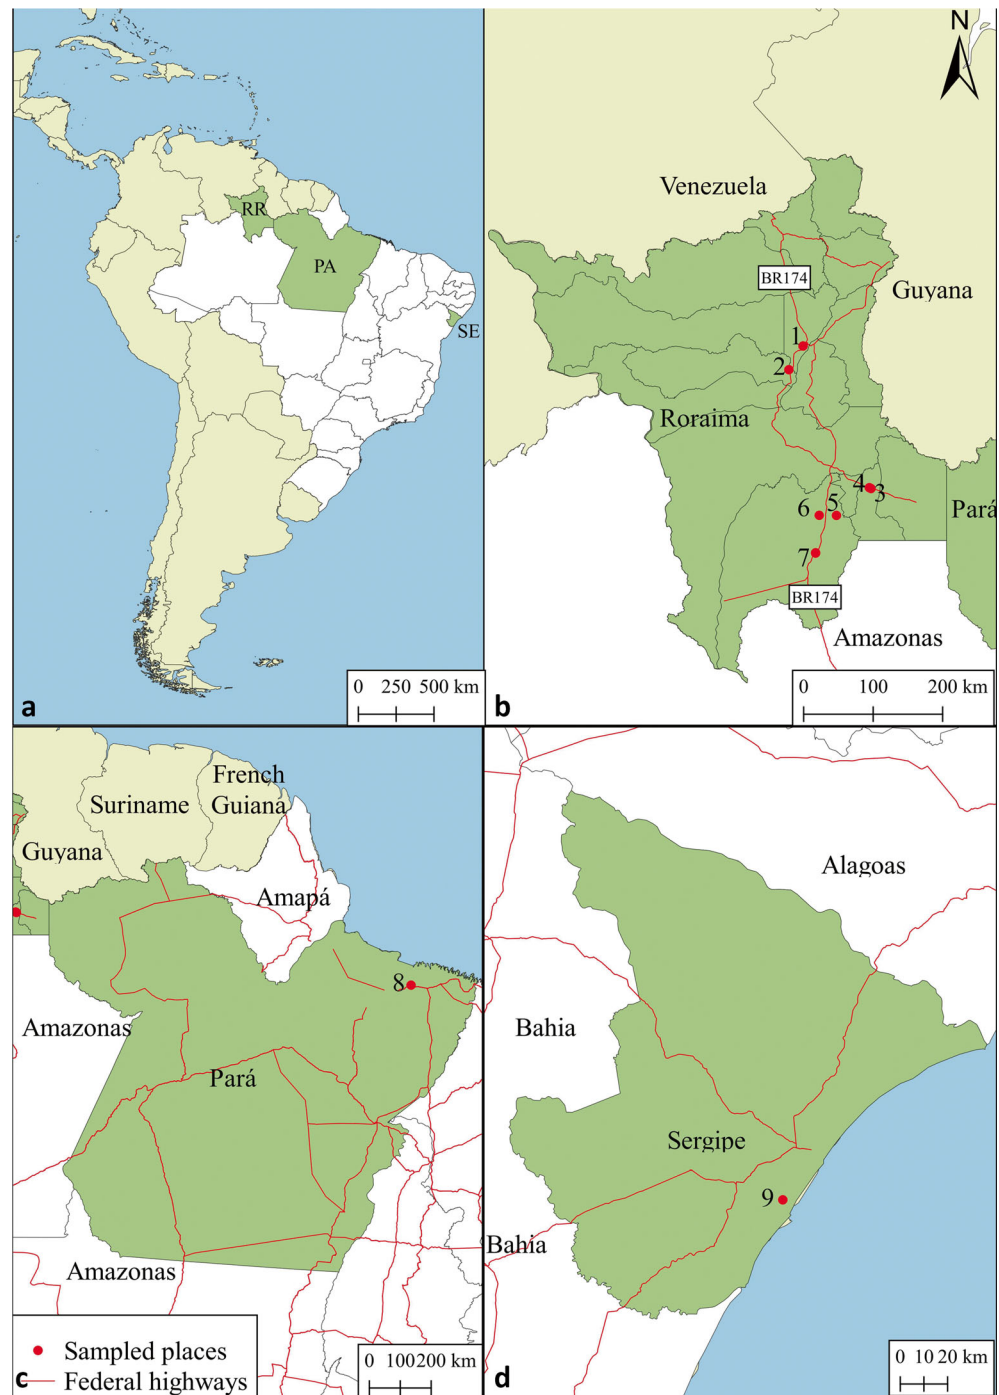 RR
PA
SE
0 250 500 km
a
N
Venezuela
BR174
Guyana
1
2
Roraima
4
3
6
5
Pará
7
BR174
Amazonas
0 100 200 km
b
French
Suriname
Guiana
Guyana
Amapá
8
Amazonas
Pará
Amazonas
Sampled places
Federal highways
0 100 200 km
c
Alagoas
Bahia
Sergipe
9
Bahia
0 10 20 km
d